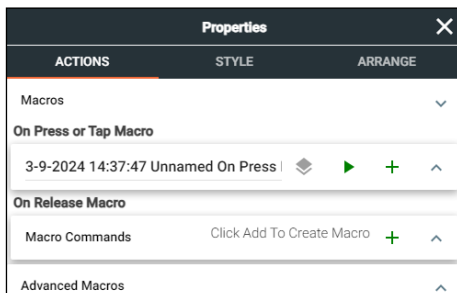 Properties
ACTIONS STYLE ARRANGE
Macros
On Press or Tap Macro
3-9-2024 14:37:47 Unnamed On Press
On Release Macro
Macro Commands Click Add To Create Macro
Advanced Macros